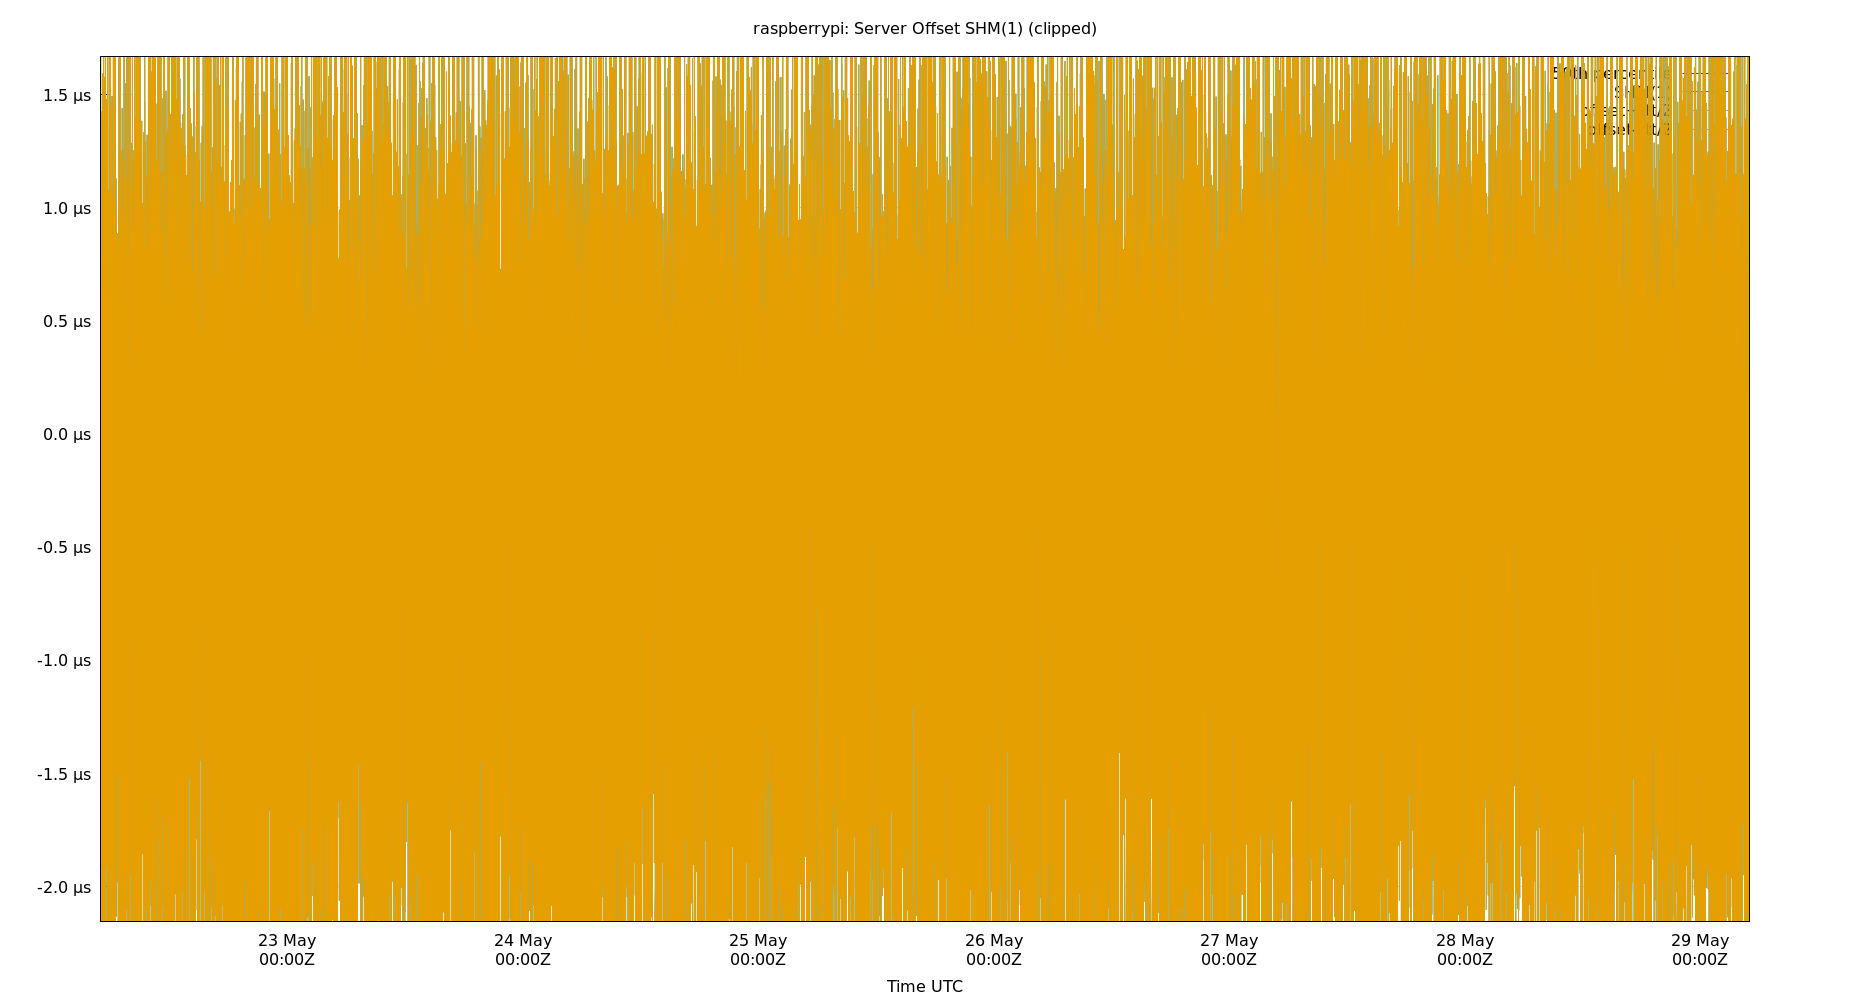 raspberrypi: Server Offset SHM(1) (clipped)
1.5 µs
1.0 µs
0.5 µs
0.0 µs
-0.5 µs
-1.0 µs
-1.5 µs
-2.0 µs
23 May
00:00Z
24 May
00:00Z
25 May
00:00Z
26 May
00:00Z
27 May
00:00Z
28 May
00:00Z
29 May
00:00Z
Time UTC